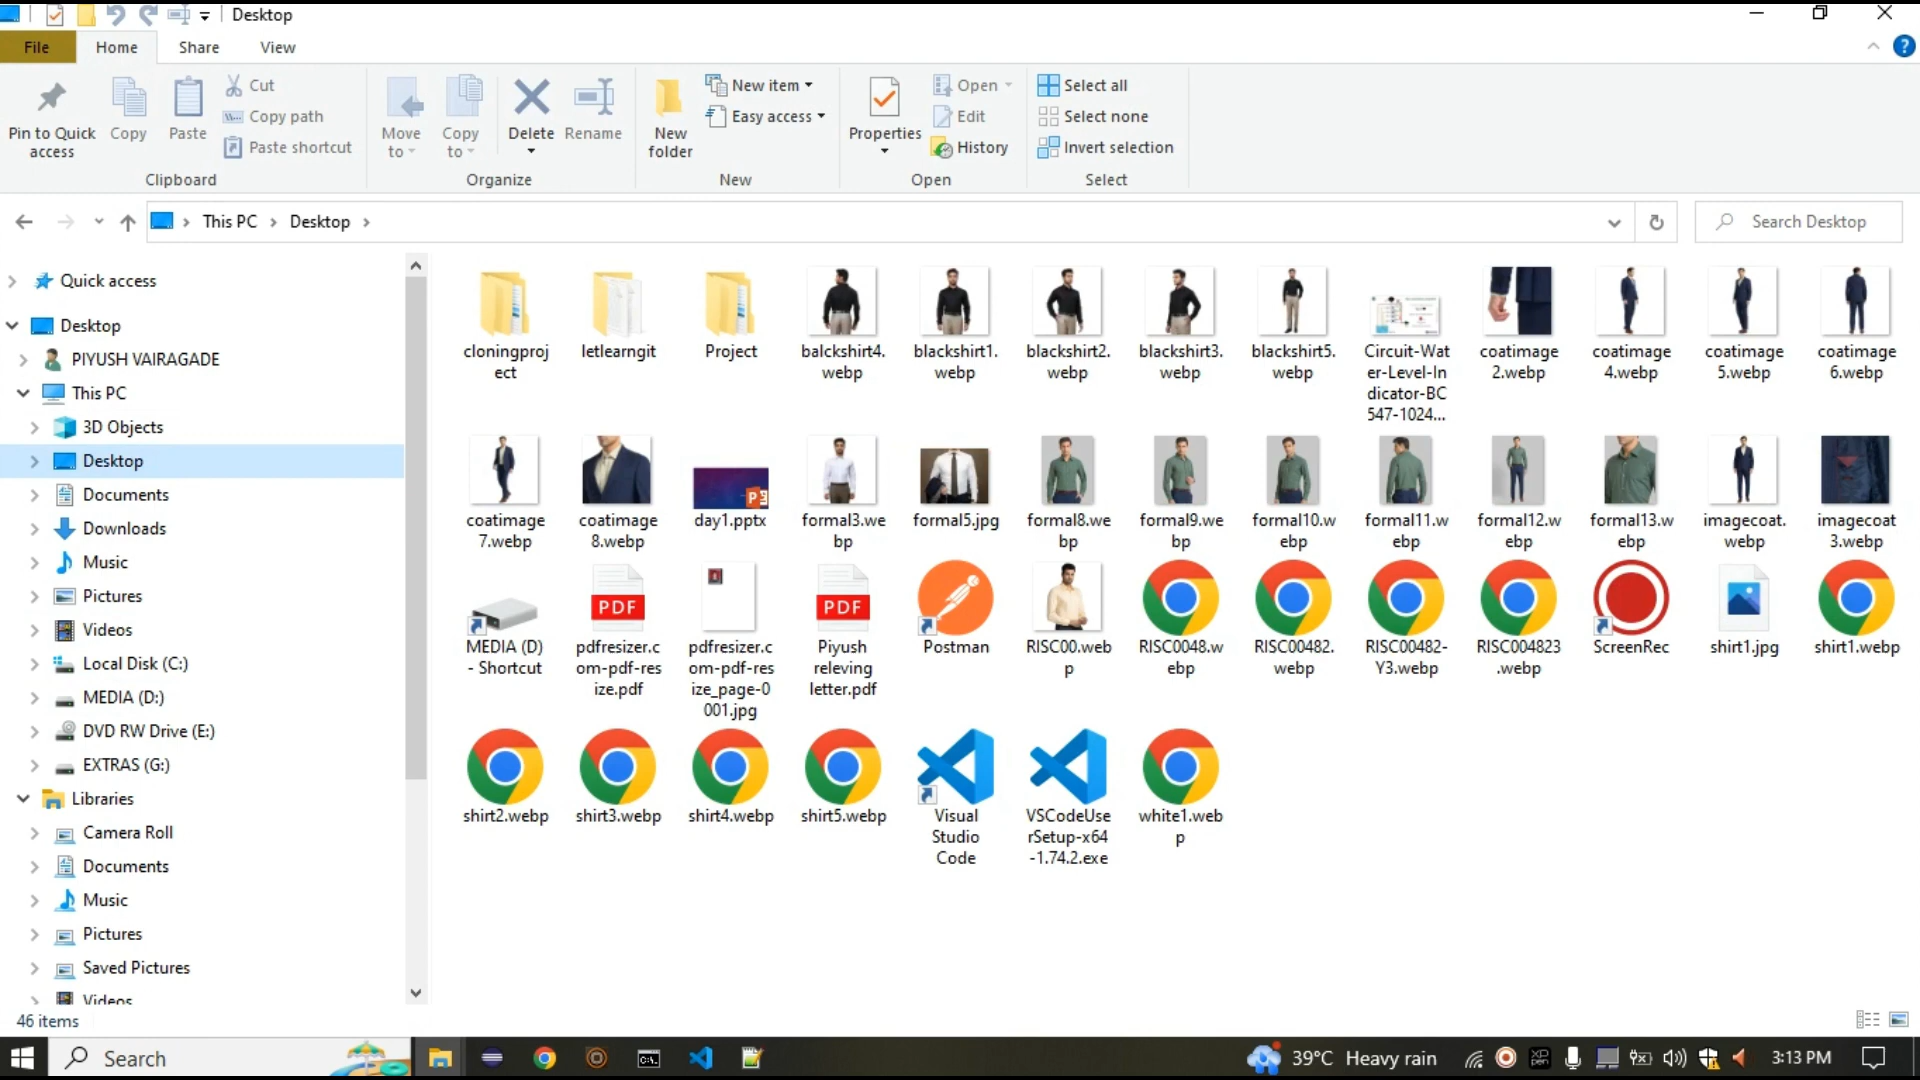 Desktop
File
Home
Share
View
Pin to Quick
access
Copy
Paste
Cut
Copy path
Paste shortcut
Clipboard
Move
to
Copy
to
Delete
Rename
Organize
New
folder
New item
Easy access
New
Properties
Open
Edit
History
Open
Select all
Select none
Invert selection
Select
This PC
Desktop
Search Desktop
Quick access
Desktop
PIYUSH VAIRAGADE
This PC
3D Objects
Desktop
Documents
Downloads
Music
Pictures
Videos
Local Disk (C:)
MEDIA (D:)
DVD RW Drive (E:)
EXTRAS (G:)
Libraries
Camera Roll
Documents
Music
Pictures
Saved Pictures
Videos
cloningproj
ect
letlearngit
Project
balckshirt4.
webp
blackshirt1.
webp
blackshirt2.
webp
blackshirt3.
webp
blackshirt5.
webp
Circuit-Wat
er-Level-In
dicator-BC
547-1024...
coatimage
2.webp
coatimage
4.webp
coatimage
5.webp
coatimage
6.webp
coatimage
7.webp
coatimage
8.webp
day1.pptx
formal3.we
bp
formal5.jpg
formal8.we
bp
formal9.we
bp
formal10.w
ebp
formal11.w
ebp
formal12.w
ebp
formal13.w
ebp
imagecoat.
webp
imagecoat
3.webp
MEDIA (D)
- Shortcut
PDF
pdfresizer.c
om-pdf-res
ize.pdf
pdfresizer.c
om-pdf-res
ize_page-0
001.jpg
PDF
Piyush
releving
letter.pdf
Postman
RISC00.web
p
RISC0048.w
ebp
RISC00482.
webp
RISC00482-
Y3.webp
RISC004823
.webp
ScreenRec
shirt1.jpg
shirt1.webp
shirt2.webp
shirt3.webp
shirt4.webp
shirt5.webp
Visual
Studio
Code
VSCodeUse
rSetup-x64
-1.74.2.exe
white1.web
p
46 items
Search
39°C Heavy rain
3:13 PM